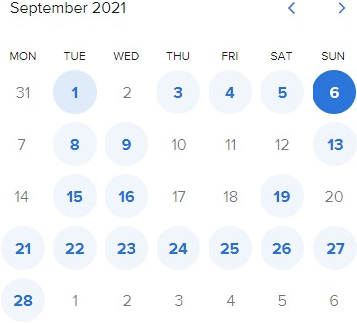 September 2021
MON TUE WED THU FRI SAT SUN
31 1 2 3 4 5 6
7 8 9 10 11 12 13
14 15 16 17 18 19 20
21 22 23 24 25 26 27
28 1 2 3 4 5 6